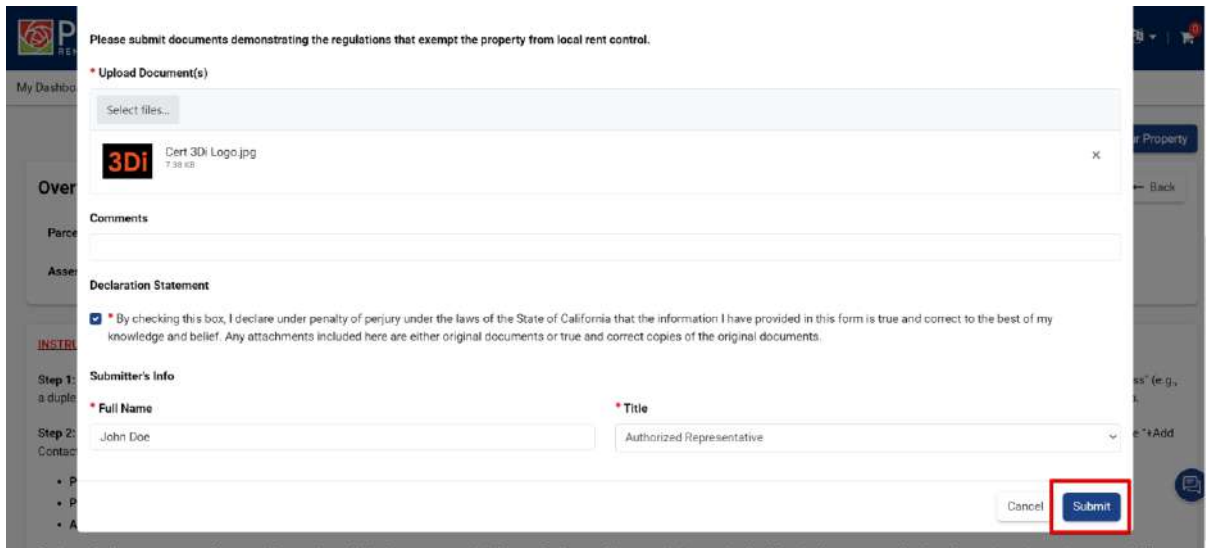 P
REN
0
Please submit documents demonstrating the regulations that exempt the property from local rent control.
* Upload Document(s)
My Dashbo
Select files...
r Property
3Di
Cert 3Di Logo.jpg
7.98 KB
×
Over
← Back
Comments
Parce
Asse
Declaration Statement
* By checking this box, I declare under penalty of perjury under the laws of the State of California that the information I have provided in this form is true and correct to the best of my
knowledge and belief. Any attachments included here are either original documents or true and correct copies of the original documents.
INSTRU
Submitter's Info
Step 1:
ss" (e.g.,
a duple
* Full Name
* Title
John Doe
Authorized Representative
Step 2:
e "+Add
Contac
• P
• P
• A
Cancel
Submit